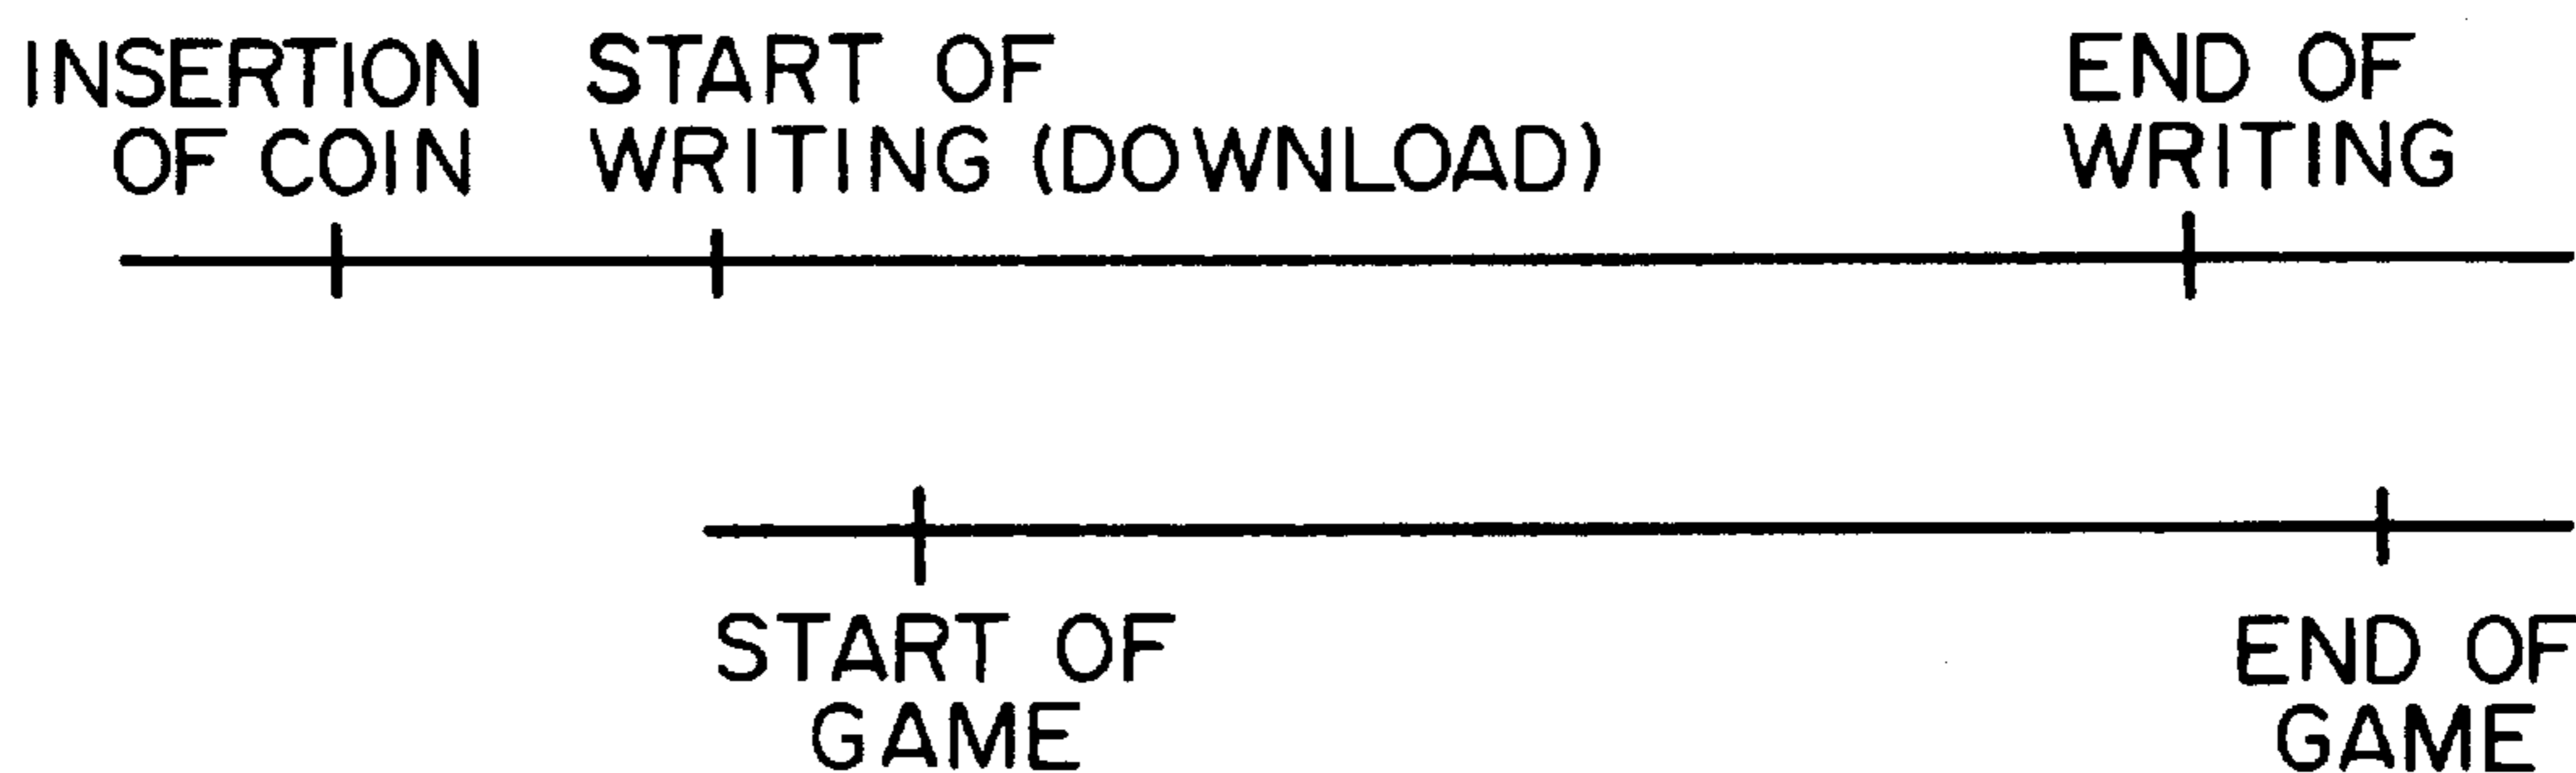 INSERTION
OF COIN
START OF
WRITING (DOWNLOAD)
END OF
WRITING
START OF
GAME
END OF
GAME